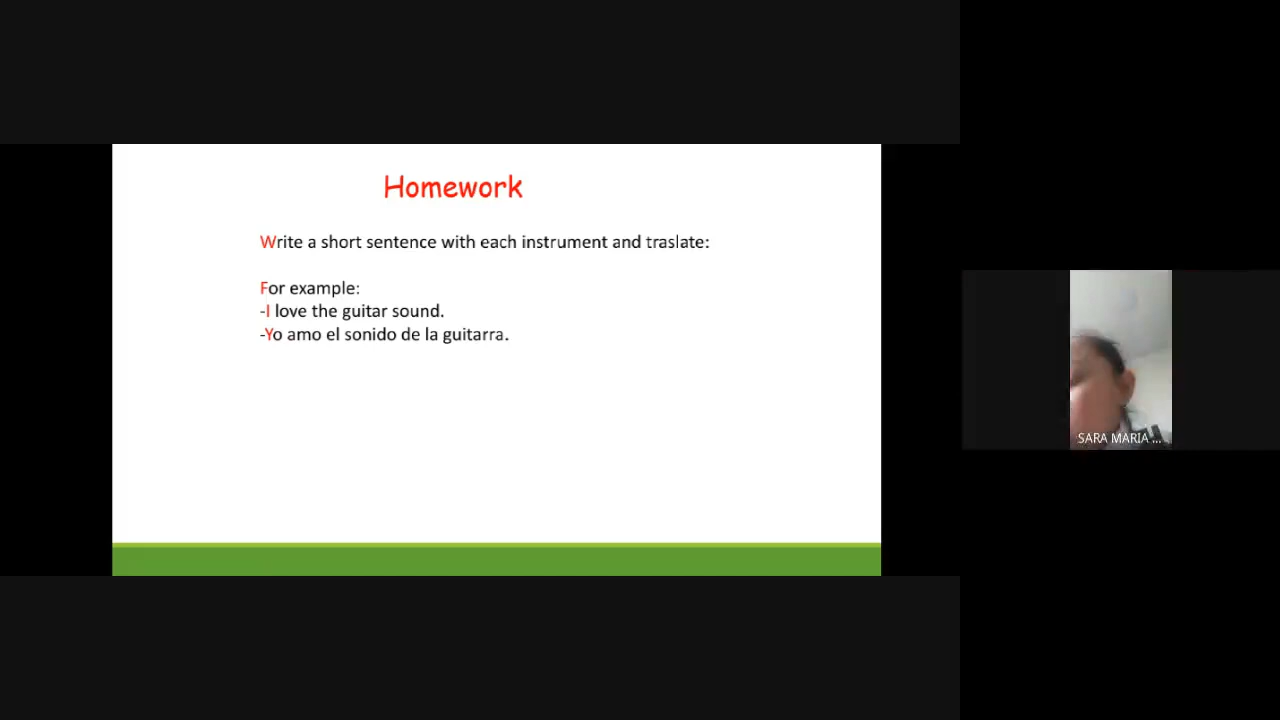 Homework
Write a short sentence with each instrument and traslate:
For example:
-I love the guitar sound.
-Yo amo el sonido de la guitarra.
SARA MARIA ...